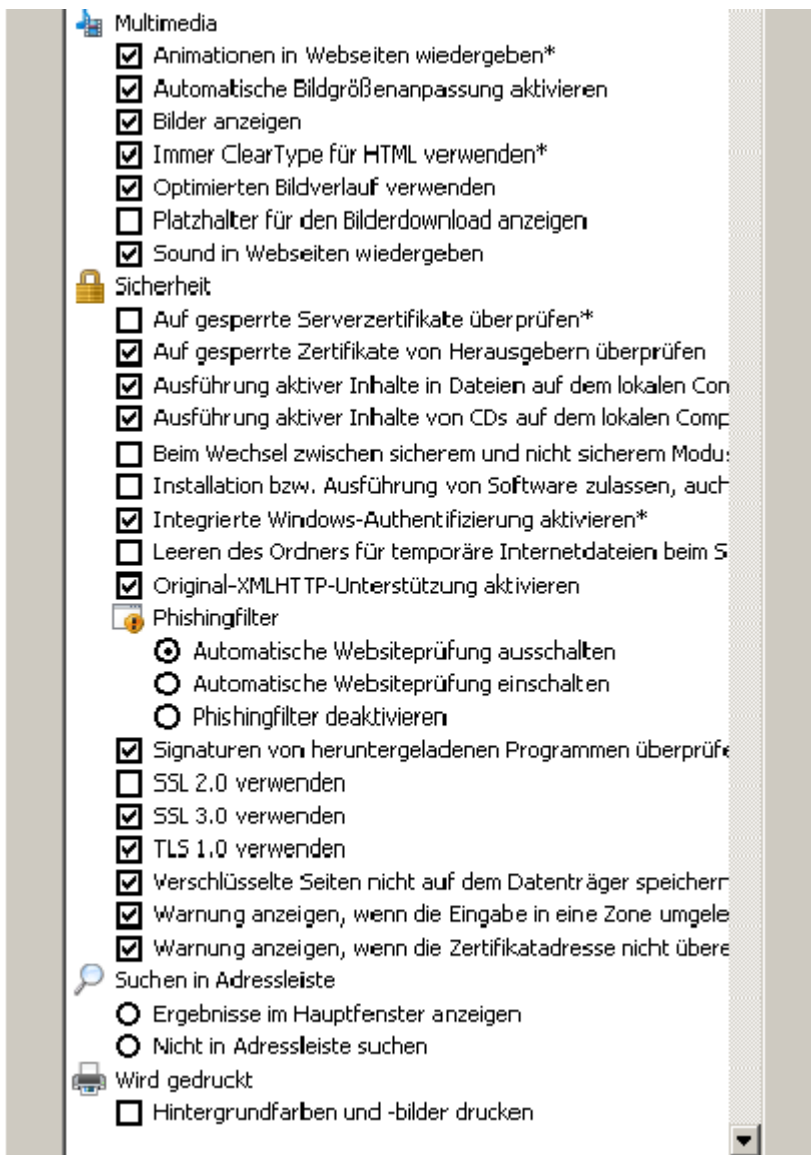 Multimedia
Animationen in Webseiten wiedergeben*
Automatische Bildgrößenanpassung aktivieren
Bilder anzeigen
Immer ClearType für HTML verwenden*
Optimierten Bildverlauf verwenden
Platzhalter für den Bilderdownload anzeigen
Sound in Webseiten wiedergeben
Sicherheit
Auf gesperrte Serverzertifikate überprüfen*
Auf gesperrte Zertifikate von Herausgebern überprüfen
Ausführung aktiver Inhalte in Dateien auf dem lokalen Con
Ausführung aktiver Inhalte von CDs auf dem lokalen Comp
Beim Wechsel zwischen sicherem und nicht sicherem Modu
Installation bzw. Ausführung von Software zulassen, auch
Integrierte Windows-Authentifizierung aktivieren*
Leeren des Ordners für temporäre Internetdateien beim S
Original-XMLHTTP-Unterstützung aktivieren
Phishingfilter
Automatische Websiteprüfung ausschalten
Automatische Websiteprüfung einschalten
Phishingfilter deaktivieren
Signaturen von heruntergeladenen Programmen überprüfe
SSL 2.0 verwenden
SSL 3.0 verwenden
TLS 1.0 verwenden
Verschlüsselte Seiten nicht auf dem Datenträger speichern
Warnung anzeigen, wenn die Eingabe in eine Zone umgele
Warnung anzeigen, wenn die Zertifikatadresse nicht übere
Suchen in Adressleiste
Ergebnisse im Hauptfenster anzeigen
Nicht in Adressleiste suchen
Wird gedruckt
Hintergrundfarben und -bilder drucken